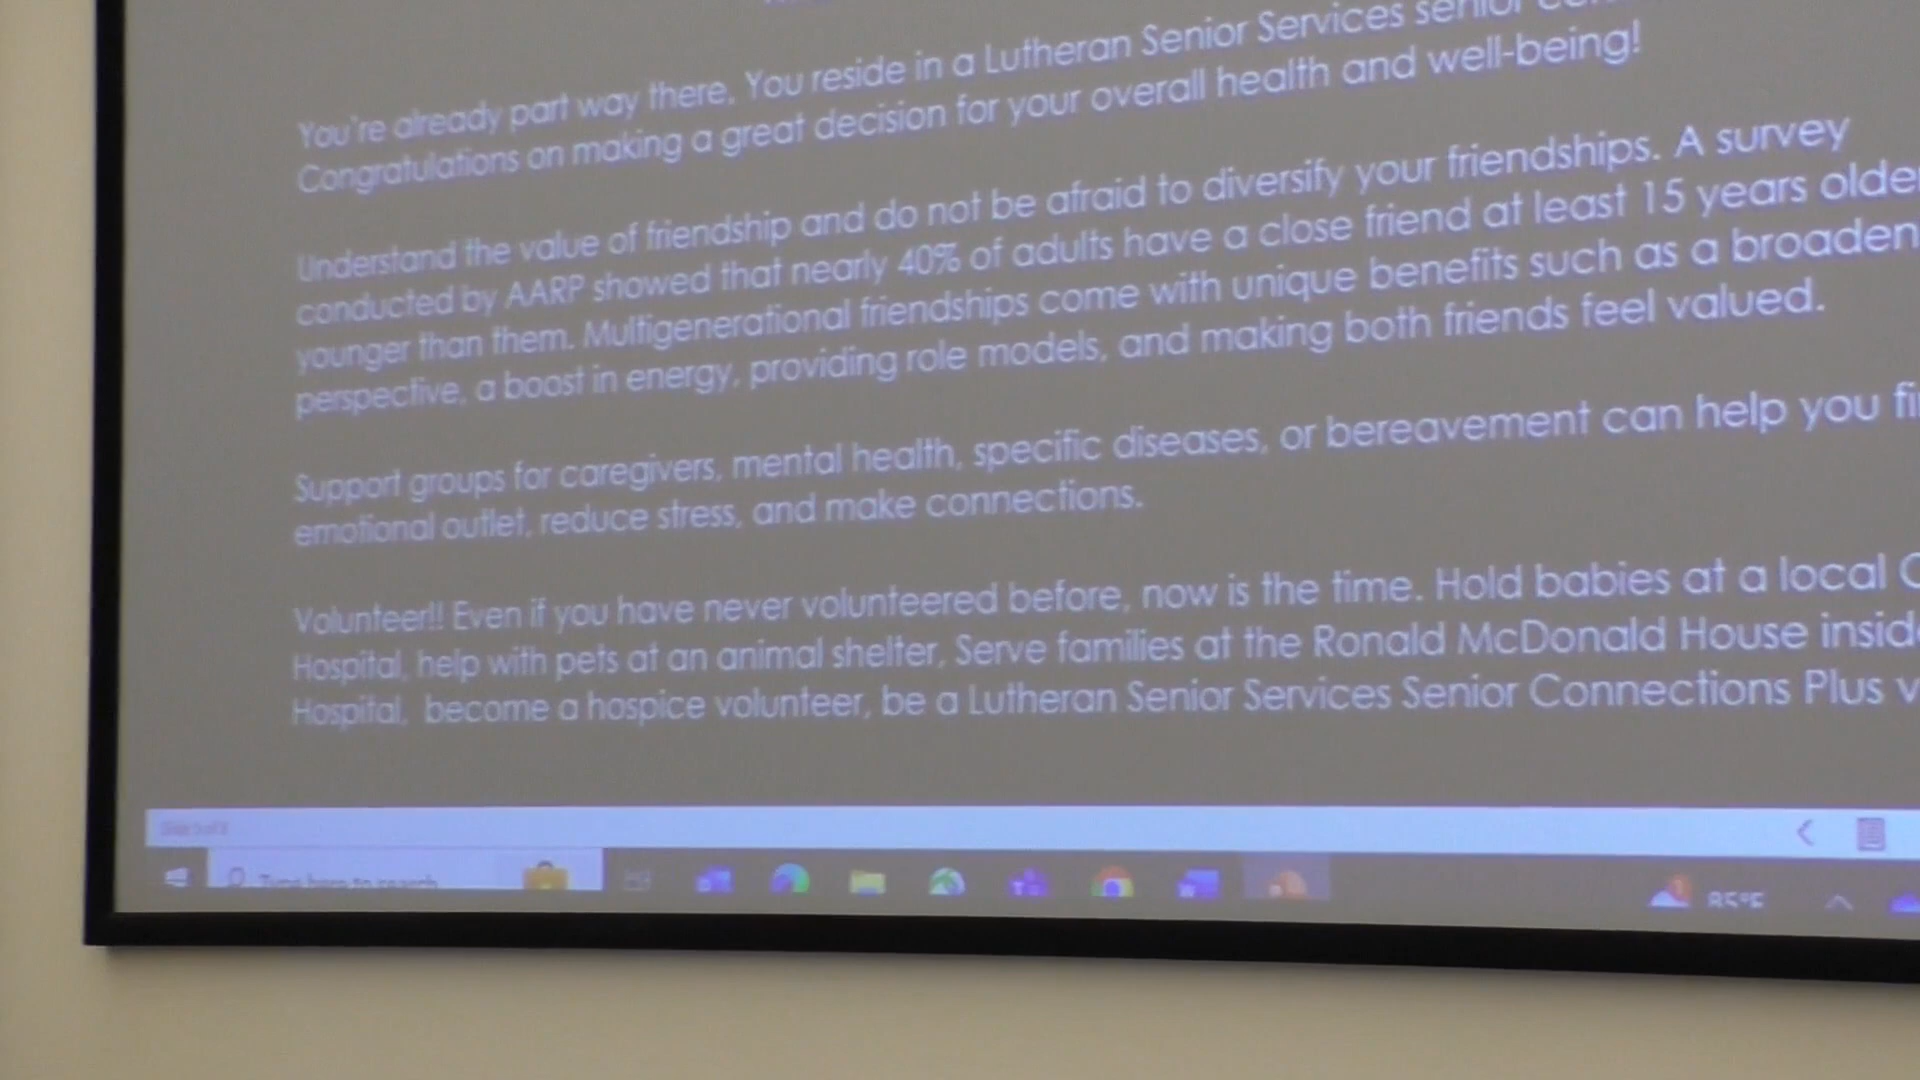 You're already part way there. You reside in a Lutheran Senior Services senior
Congratulations on making a great decision for your overall health and well-being!
Understand the value of friendship and do not be afraid to diversify your friendships. A survey
conducted by AARP showed that nearly 40% of adults have a close friend at least 15 years older
younger than them. Multigenerational friendships come with unique benefits such as a broaden
perspective, a boost in energy, providing role models, and making both friends feel valued.
Support groups for caregivers, mental health, specific diseases, or bereavement can help you fi
emotional outlet, reduce stress, and make connections.
Volunteer!! Even if you have never volunteered before, now is the time. Hold babies at a local C
Hospital, help with pets at an animal shelter, Serve families at the Ronald McDonald House insid
Hospital, become a hospice volunteer, be a Lutheran Senior Services Senior Connections Plus v
Type here to search
85°F